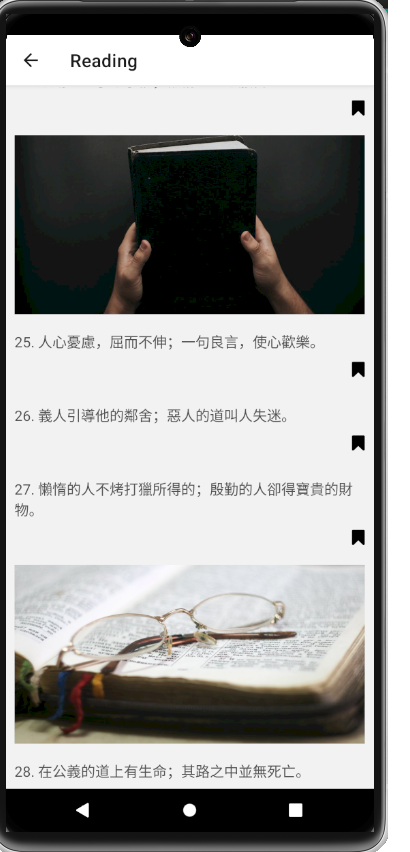 Reading
25. 人心憂慮，屈而不伸；一句良言，使心歡樂。
26. 義人引導他的鄰舍；惡人的道叫人失迷。
27. 懶惰的人不烤打獵所得的；殷勤的人卻得寶貴的財
物。
28. 在公義的道上有生命；其路之中並無死亡。